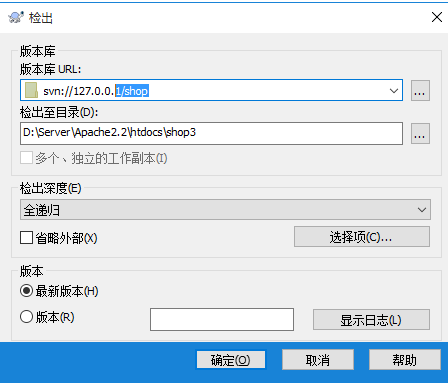 检出
版本库
版本库 URL:
svn://127.0.0.1/shop
...
检出至目录(D):
D:\Server\Apache2.2\htdocs\shop3
...
多个、独立的工作副本(I)
检出深度(E)
全递归
省略外部(X)
选择项(C)...
版本
最新版本(H)
版本(R)
显示日志(L)
确定(O)
取消
帮助